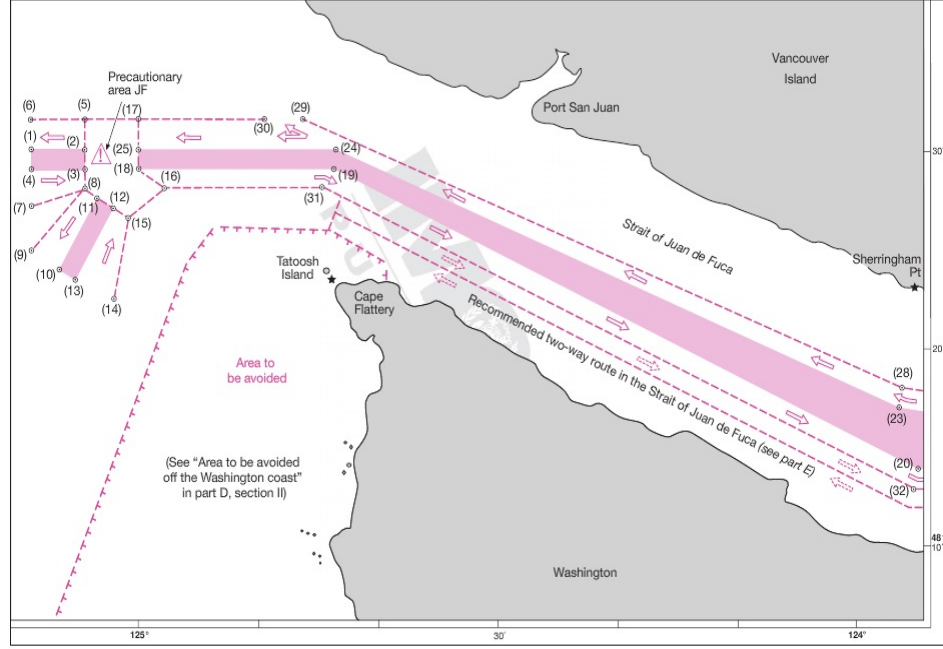 Vancouver
Island
Precautionary
area JF
Port San Juan
(6)
(5)
(17)
(30)
(29)
(1)
(2)
(25)
(24)
(4)
(3)
(18)
(19)
(8)
(16)
(31)
(7)
(11)
(12)
(15)
(9)
(10)
(13)
(14)
Strait of Juan de Fuca
Sherringham
Pt
Tatoosh
Island
Cape
Flattery
Recommended two-way route in the Strait of Juan de Fuca (see part E)
Area to
be avoided
(28)
(23)
(20)
(32)
(See “Area to be avoided
off the Washington coast”
in part D, section II)
Washington
30′
20
48
10′
125°
30′
124°